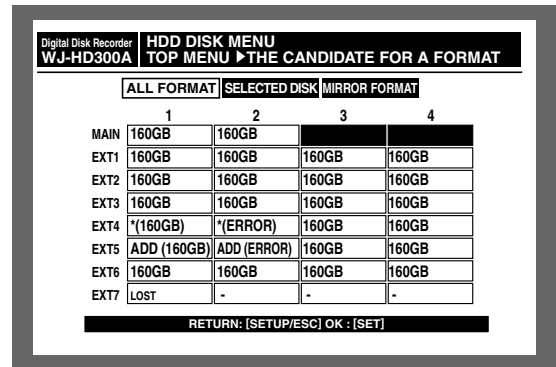 Digital Disk Recorder HDD DISK MENU
WJ-HD300A TOP MENU ▶THE CANDIDATE FOR A FORMAT
ALL FORMAT SELECTED DISK MIRROR FORMAT
1 2 3 4
MAIN 160GB 160GB
EXT1 160GB 160GB 160GB 160GB
EXT2 160GB 160GB 160GB 160GB
EXT3 160GB 160GB 160GB 160GB
EXT4 *(160GB) *(ERROR) 160GB 160GB
EXT5 ADD (160GB) ADD (ERROR) 160GB 160GB
EXT6 160GB 160GB 160GB 160GB
EXT7 LOST - - -
RETURN: [SETUP/ESC] OK : [SET]